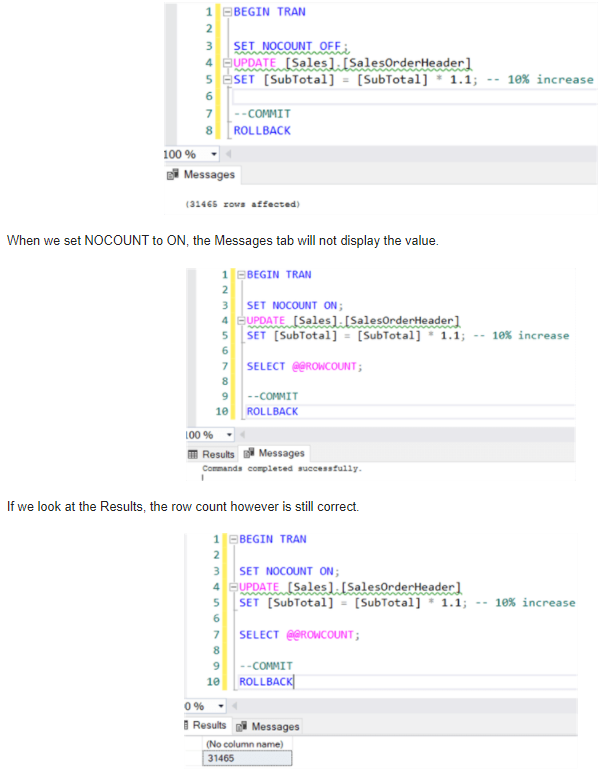 1 BEGIN TRAN
2
3 SET NOCOUNT OFF;
4 UPDATE [Sales].[SalesOrderHeader]
5 SET [SubTotal] = [SubTotal] * 1.1; -- 10% increase
6
7 --COMMIT
8 ROLLBACK
100 %
Messages
(31465 rows affected)
When we set NOCOUNT to ON, the Messages tab will not display the value.
1 BEGIN TRAN
2
3 SET NOCOUNT ON;
4 UPDATE [Sales].[SalesOrderHeader]
5 SET [SubTotal] = [SubTotal] * 1.1; -- 10% increase
6
7 SELECT @@ROWCOUNT;
8
9 --COMMIT
10 ROLLBACK
100 %
Results Messages
Commands completed successfully.
If we look at the Results, the row count however is still correct.
1 BEGIN TRAN
2
3 SET NOCOUNT ON;
4 UPDATE [Sales].[SalesOrderHeader]
5 SET [SubTotal] = [SubTotal] * 1.1; -- 10% increase
6
7 SELECT @@ROWCOUNT;
8
9 --COMMIT
10 ROLLBACK
0 %
Results Messages
(No column name)
31465